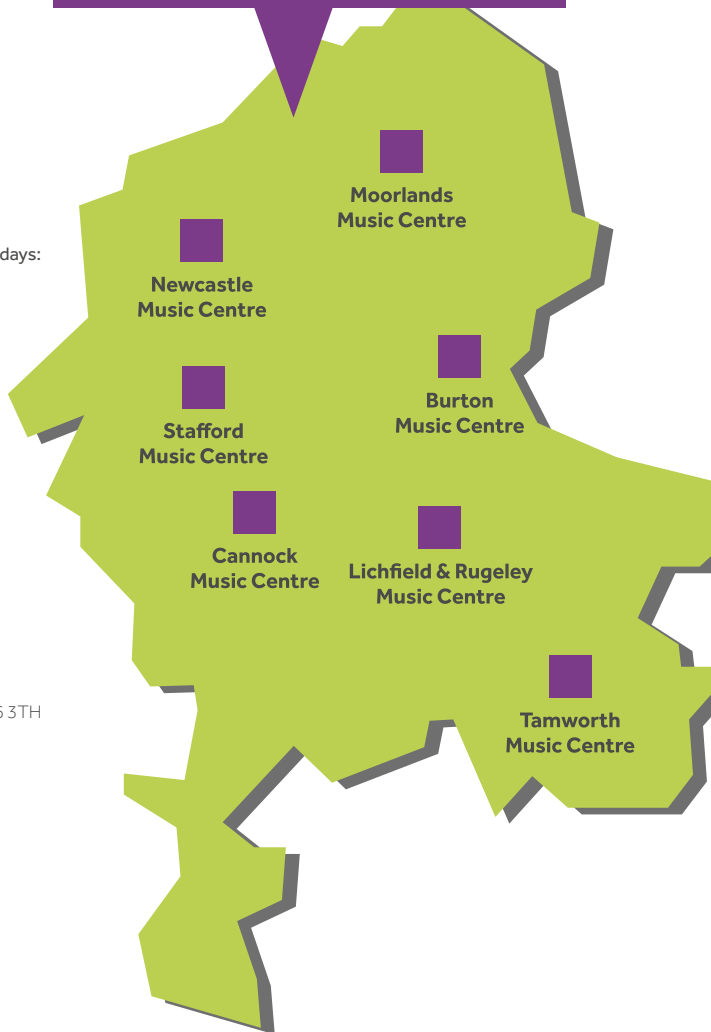 Moorlands
Music Centre
days:
Newcastle
Music Centre
Burton
Music Centre
Stafford
Music Centre
Cannock
Music Centre
Lichfield & Rugeley
Music Centre
3TH
Tamworth
Music Centre